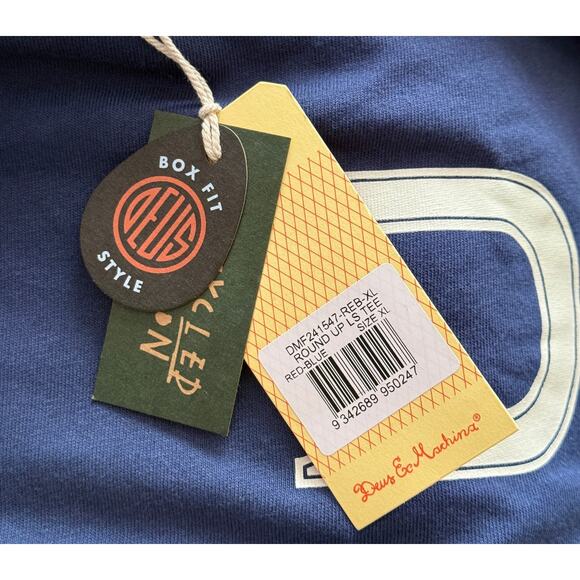 BOX FIT
DEUS
STYLE
DMF241547-REB-XL
ROUND UP LS TEE
RED-BLUE SIZE XL
9 342689 950247
Deus Ex Machina®